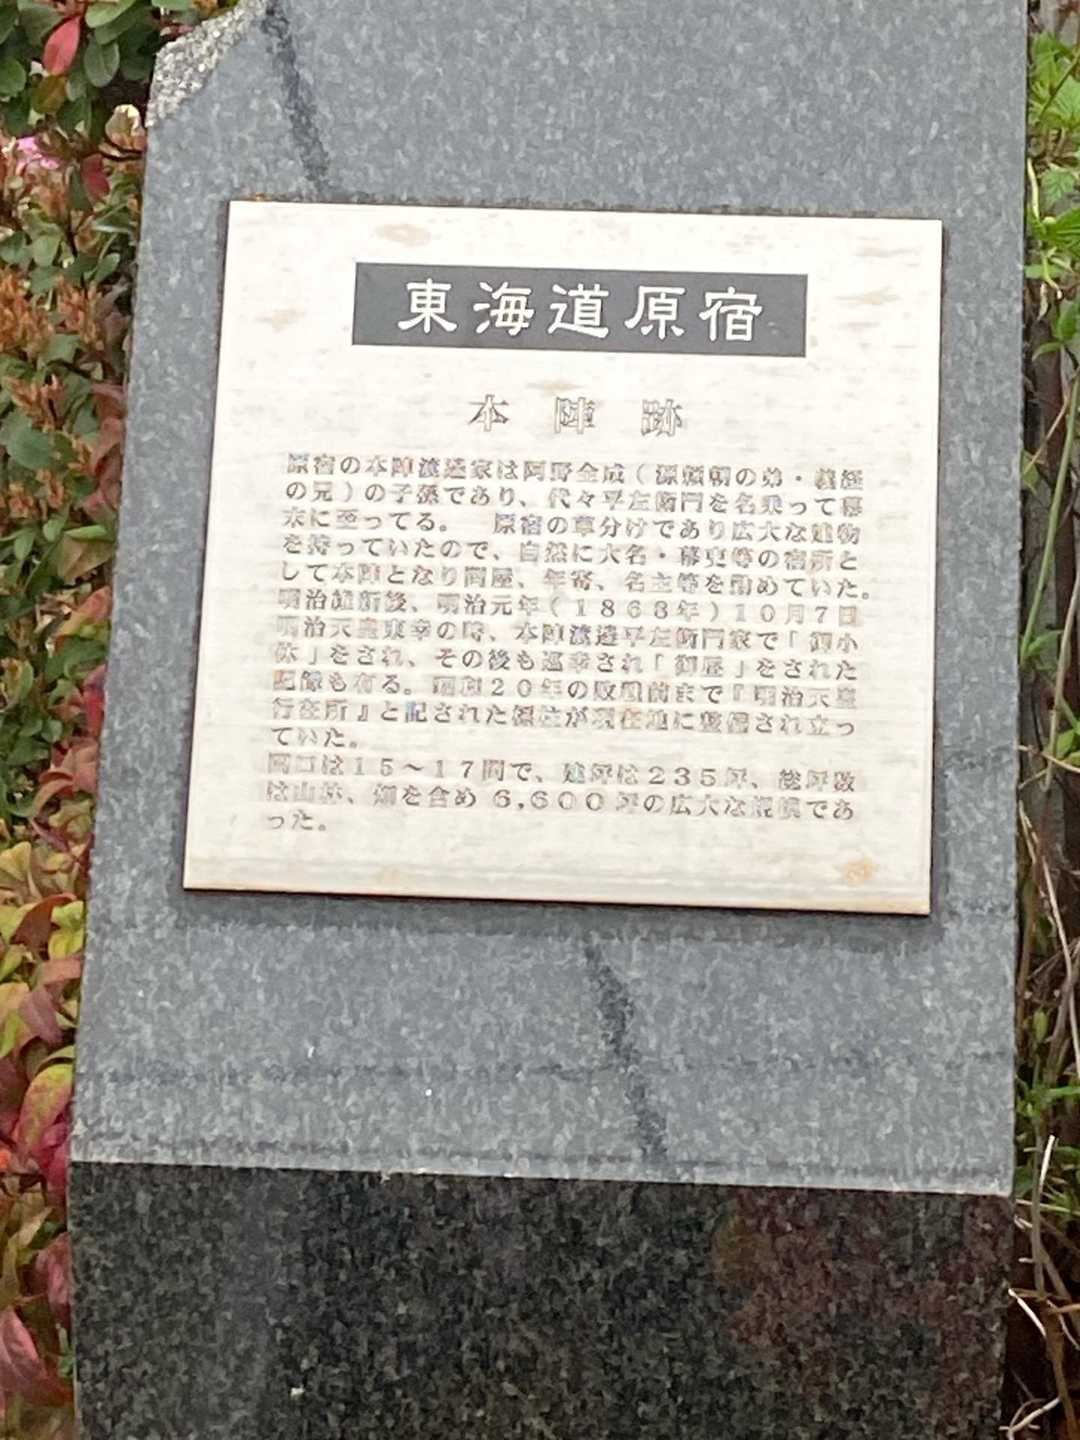 東海道原宿
本陣跡
原宿の本陣渡邉家は阿野全成(源頼朝の弟・義経
の兄)の子孫であり、代々平左衛門を名乗って幕
末に至ってる。 原宿の草分けであり広大な建物
を持っていたので、自然に大名・幕吏等の宿所と
して本陣となり問屋、年寄、名主等を勤めていた。
明治維新後、明治元年(1868年)10月7日
明治天皇東幸の時、本陣渡邉平左衛門家で「御小
休」をされ、その後も巡幸され「御昼」をされた
記録も有る。昭和20年の敗戦前まで『明治天皇
行在所』と記された標柱が現在地に整備され立っ
ていた。
間口は15~17間で、建坪は235坪、総坪数
は山林、畑を含め6,600坪の広大な規模であ
った。